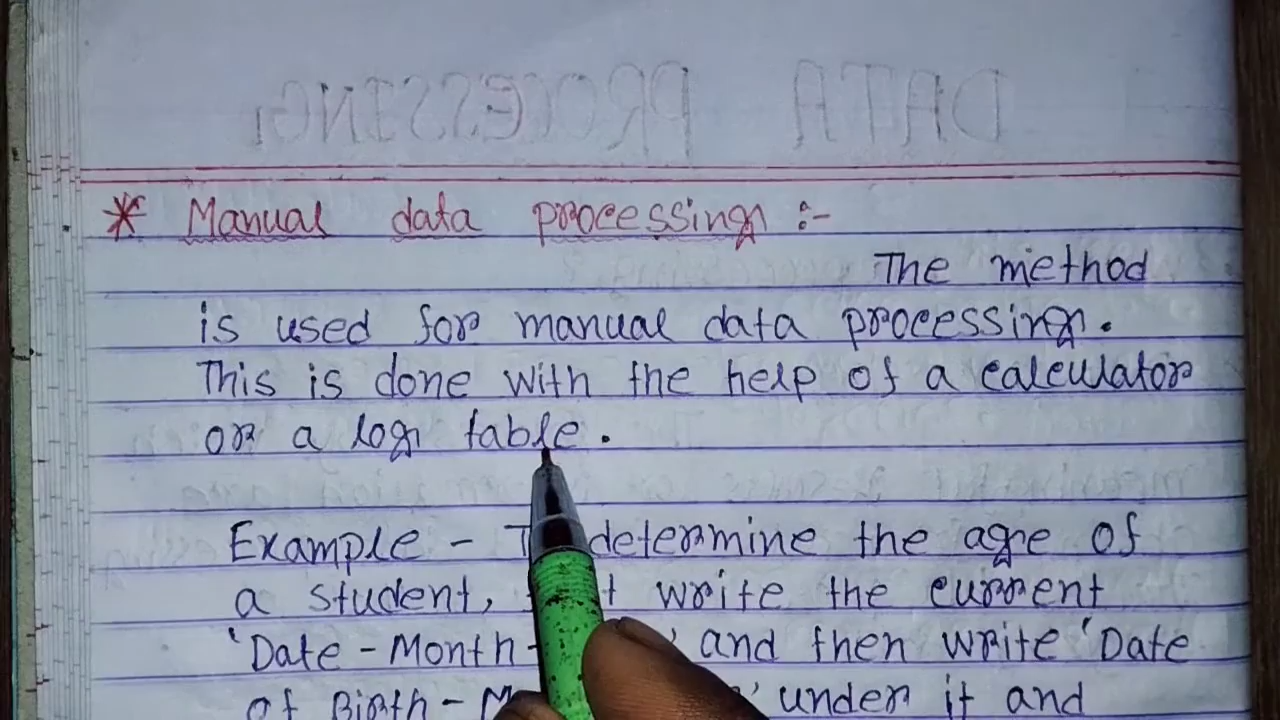 DATA PROCESSING
* Manual data processing :-
The method
is used for manual data processing.
This is done with the help of a calculator
or a log table.
Example - determine the age of
a student, write the current
'Date - Month - and then write 'Date
of Birth - under it and